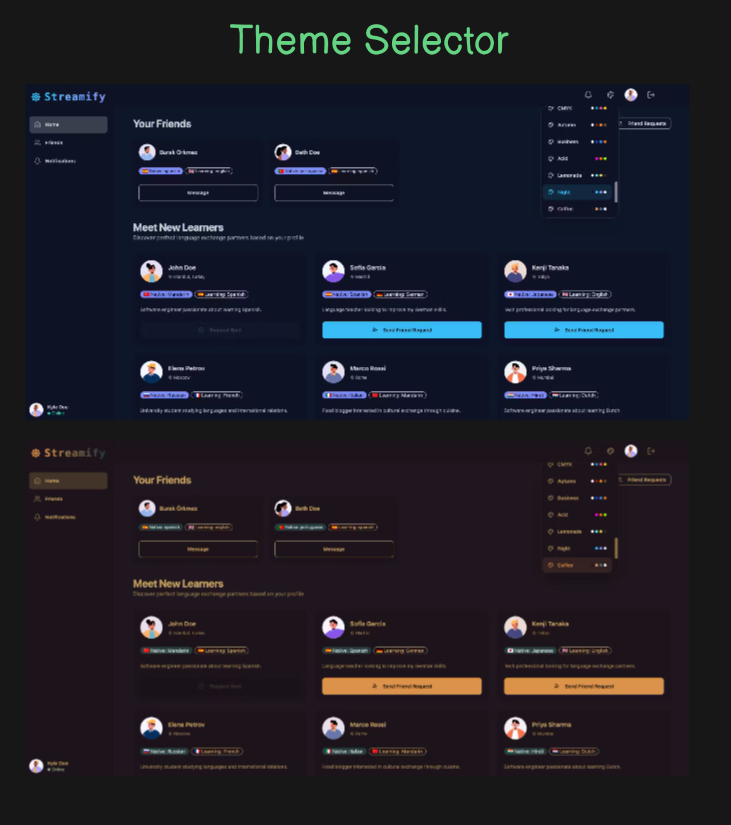 Theme Selector
Streamify
Home
Friends
Notifications
Your Friends
Friend Requests
Burak Örkmez
Beth Doe
Native: spanish
Learning: english
Native: portuguese
Learning: spanish
Message
Message
CMYK
Autumn
Business
Acid
Lemonade
Night
Coffee
Meet New Learners
Discover perfect language exchange partners based on your profile
John Doe
Istanbul, Turkey
Native: Mandarin
Learning: Spanish
Software engineer passionate about learning Spanish.
Request Sent
Sofia Garcia
Madrid
Native: Spanish
Learning: German
Language teacher looking to improve my German skills.
Send Friend Request
Kenji Tanaka
Tokyo
Native: Japanese
Learning: English
Tech professional looking for language exchange partners.
Send Friend Request
Elena Petrov
Moscow
Native: Russian
Learning: French
University student studying languages and international relations.
Marco Rossi
Rome
Native: Italian
Learning: Mandarin
Food blogger interested in cultural exchange through cuisine.
Priya Sharma
Mumbai
Native: Hindi
Learning: Dutch
Software engineer passionate about learning Dutch
Kyle Doe
Online
Streamify
Home
Friends
Notifications
Your Friends
Friend Requests
Burak Örkmez
Beth Doe
Native: spanish
Learning: english
Native: portuguese
Learning: spanish
Message
Message
CMYK
Autumn
Business
Acid
Lemonade
Night
Coffee
Meet New Learners
Discover perfect language exchange partners based on your profile
John Doe
Istanbul, Turkey
Native: Mandarin
Learning: Spanish
Software engineer passionate about learning Spanish.
Request Sent
Sofia Garcia
Madrid
Native: Spanish
Learning: German
Language teacher looking to improve my German skills.
Send Friend Request
Kenji Tanaka
Tokyo
Native: Japanese
Learning: English
Tech professional looking for language exchange partners.
Send Friend Request
Elena Petrov
Moscow
Native: Russian
Learning: French
University student studying languages and international relations.
Marco Rossi
Rome
Native: Italian
Learning: Mandarin
Food blogger interested in cultural exchange through cuisine.
Priya Sharma
Mumbai
Native: Hindi
Learning: Dutch
Software engineer passionate about learning Dutch.
Kyle Doe
Online